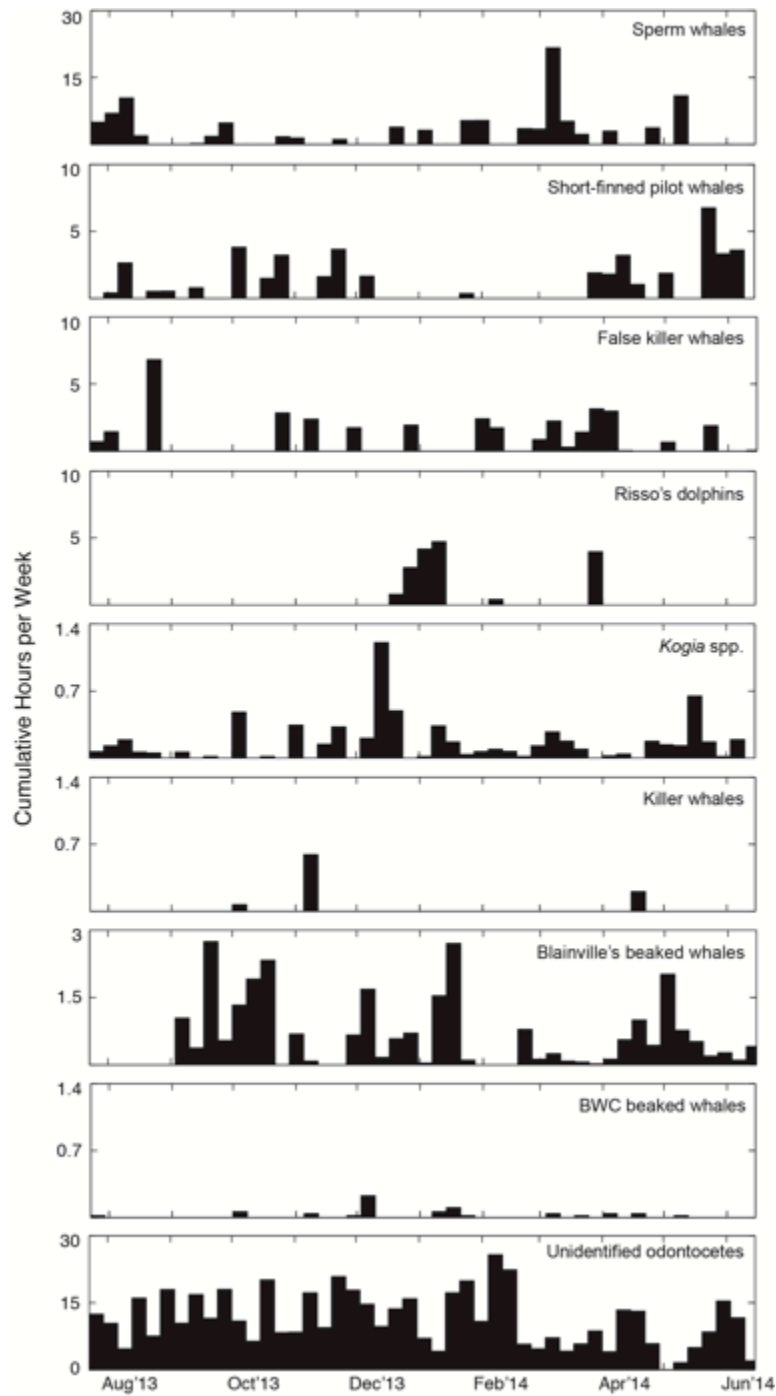 30
Sperm whales
15
10
Short-finned pilot whales
5
10
False killer whales
5
10
Risso's dolphins
5
Cumulative Hours per Week
1.4
Kogia spp.
0.7
1.4
Killer whales
0.7
3
Blainville's beaked whales
1.5
1.4
BWC beaked whales
0.7
30
Unidentified odontocetes
15
0
Aug'13 Oct'13 Dec'13 Feb'14 Apr'14 Jun'14